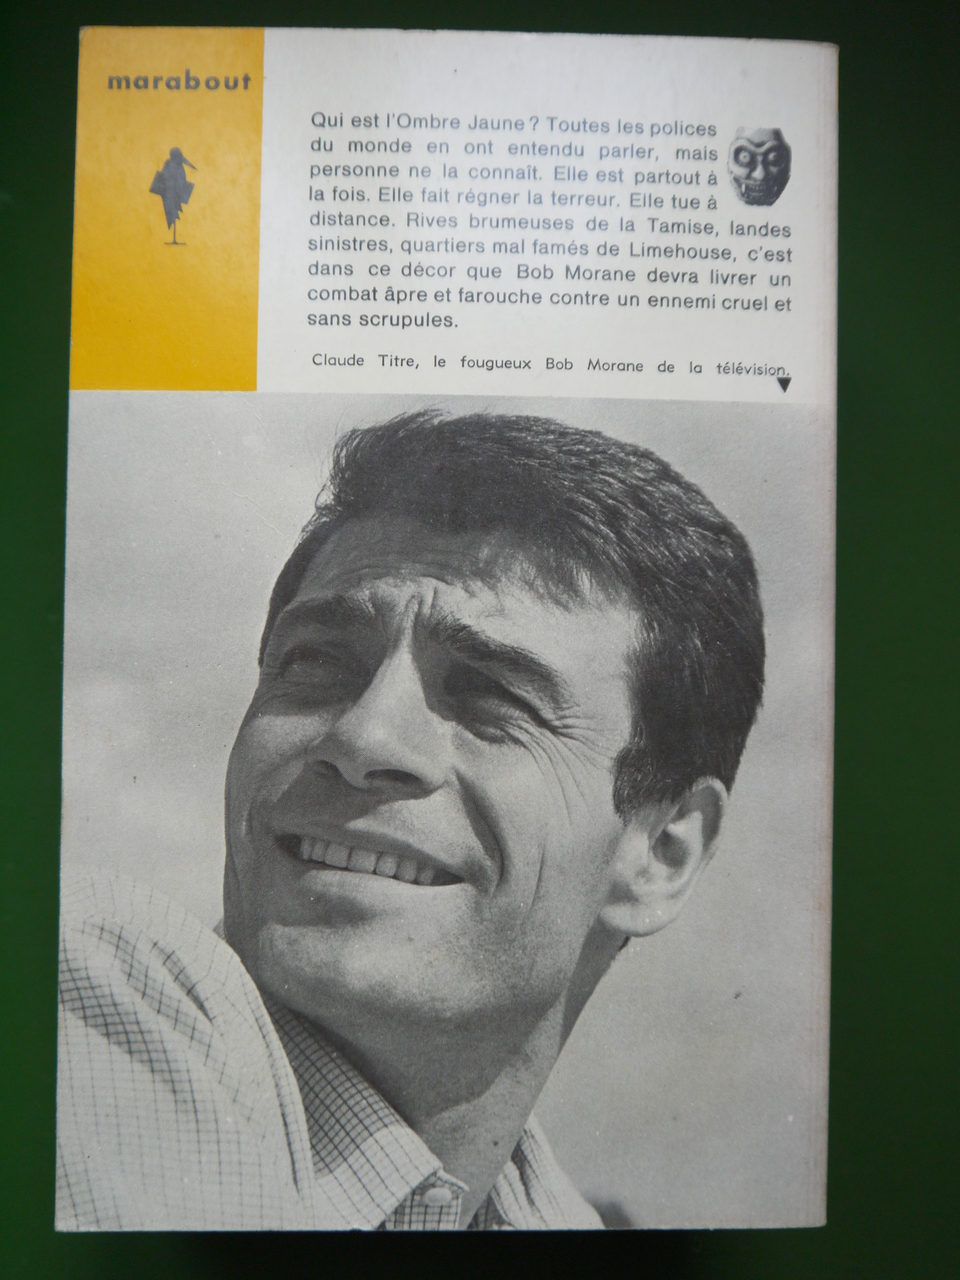 marabout
Qui est l'Ombre Jaune? Toutes les polices
du monde en ont entendu parler, mais
personne ne la connaît. Elle est partout à
la fois. Elle fait régner la terreur. Elle tue à
distance. Rives brumeuses de la Tamise, landes
sinistres, quartiers mal famés de Limehouse, c'est
dans ce décor que Bob Morane devra livrer un
combat âpre et farouche contre un ennemi cruel et
sans scrupules.
Claude Titre, le fougueux Bob Morane de la télévision.